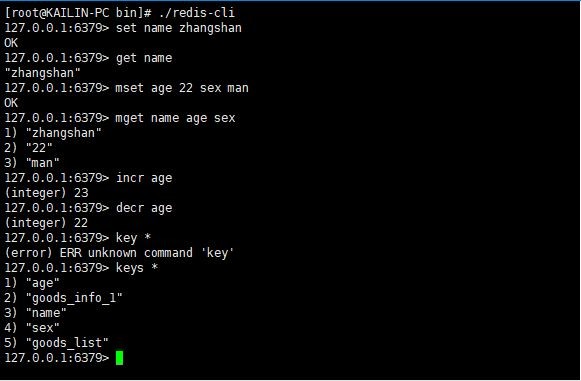 [root@KAILIN-PC bin]# ./redis-cli
127.0.0.1:6379> set name zhangshan
OK
127.0.0.1:6379> get name
"zhangshan"
127.0.0.1:6379> mset age 22 sex man
OK
127.0.0.1:6379> mget name age sex
1) "zhangshan"
2) "22"
3) "man"
127.0.0.1:6379> incr age
(integer) 23
127.0.0.1:6379> decr age
(integer) 22
127.0.0.1:6379> key *
(error) ERR unknown command 'key'
127.0.0.1:6379> keys *
1) "age"
2) "goods_info_1"
3) "name"
4) "sex"
5) "goods_list"
127.0.0.1:6379>